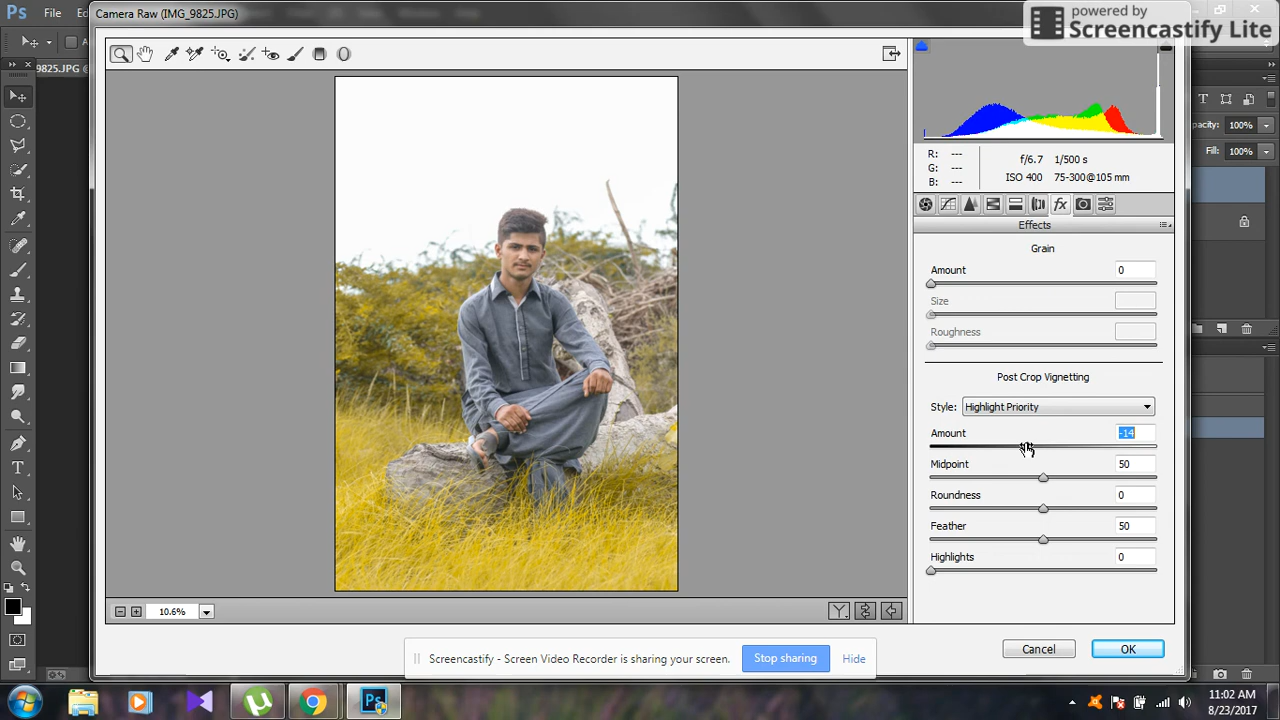 Camera Raw (IMG_9825.JPG)
powered by
Screencastify Lite
Ps
File
9825.JPG @
R: ---
G: ---
B: ---
f/6.7 1/500 s
ISO 400 75-300@105 mm
fx
Effects
Grain
Amount 0
Size
Roughness
Post Crop Vignetting
Style: Highlight Priority
Amount -14
Midpoint 50
Roundness 0
Feather 50
Highlights 0
pacity: 100%
Fill: 100%
T
T
10.6%
Y
Screencastify - Screen Video Recorder is sharing your screen.
Stop sharing
Hide
Cancel
OK
Ps
11:02 AM
8/23/2017